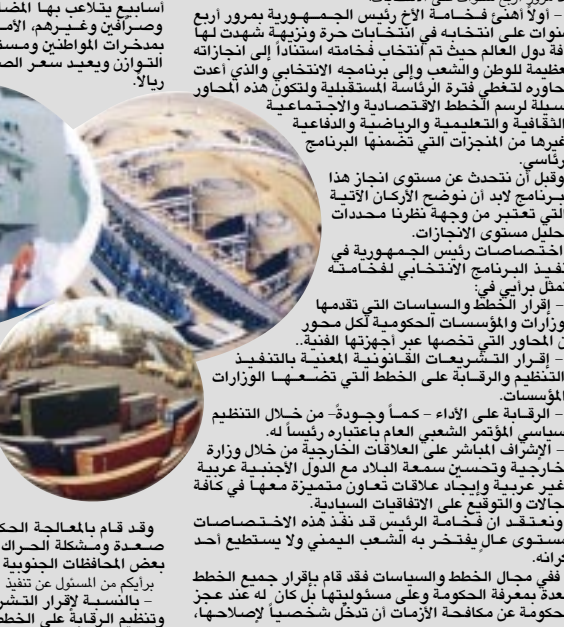 - أولاً أهنئ فخامة الأخ رئيس الجمهورية بمرور أربع
سنوات على انتخابه في انتخابات حرة ونزيهة شهدت لها
كافة دول العالم حيث تم انتخاب فخامته استناداً إلى انجازاته
العظيمة للوطن والشعب وإلى برنامجه الانتخابي والذي أعدت
محاوره لتغطي فترة الرئاسة المستقبلية ولتكون هذه المحاور
وسيلة لرسم الخطط الاقتصادية والاجتماعية
والثقافية والتعليمية والرياضية والدفاعية
وغيرها من المنجزات التي تضمنها البرنامج
الرئاسي.
وقبل أن نتحدث عن مستوى انجاز هذا
البرنامج لابد أن نوضح الأركان الآتية
التي تعتبر من وجهة نظرنا محددات
تحليل مستوى الانجازات.
اختصاصات رئيس الجمهورية في
تنفيذ البرنامج الانتخابي لفخامته
تتمثل برأيي في:
- إقرار الخطط والسياسات التي تقدمها
الوزارات والمؤسسات الحكومية لكل محور
من المحاور التي تخصها عبر أجهزتها الفنية..
- إقرار التشريعات القانونية المعنية بالتنفيذ
والتنظيم والرقابة على الخطط التي تضعها الوزارات
والمؤسسات.
- الرقابة على الأداء - كماً وجودةً- من خلال التنظيم
السياسي المؤتمر الشعبي العام باعتباره رئيساً له.
- الإشراف المباشر على العلاقات الخارجية من خلال وزارة
الخارجية وتحسين سمعة البلاد مع الدول الأجنبية عربية
وغير عربية وإيجاد علاقات تعاون متميزة معها في كافة
المجالات والتوقيع على الاتفاقيات السيادية.
ونعتقد ان فخامة الرئيس قد نفذ هذه الاختصاصات
بمستوى عالٍ يفتخر به الشعب اليمني ولا يستطيع أحد
نكرانه.
ففي مجال الخطط والسياسات فقد قام بإقرار جميع الخطط
المعدة بمعرفة الحكومة وعلى مسئوليتها بل كان له عند عجز
الحكومة عن مكافحة الأزمات أن تدخّل شخصياً لإصلاحها،
أسابيع يتلاعب بها
وصرافين وغيرهم،
بمدخرات المواطنين
التوازن ويعيد سعر
ريالاً.
وقد قام بالمعالجة
صعدة ومشكلة الحراك
بعض المحافظات الجنوبية
برأيكم من المسئول عن تنفيذ
- بالنسبة لإقرار
وتنظيم الرقابة على الخطط